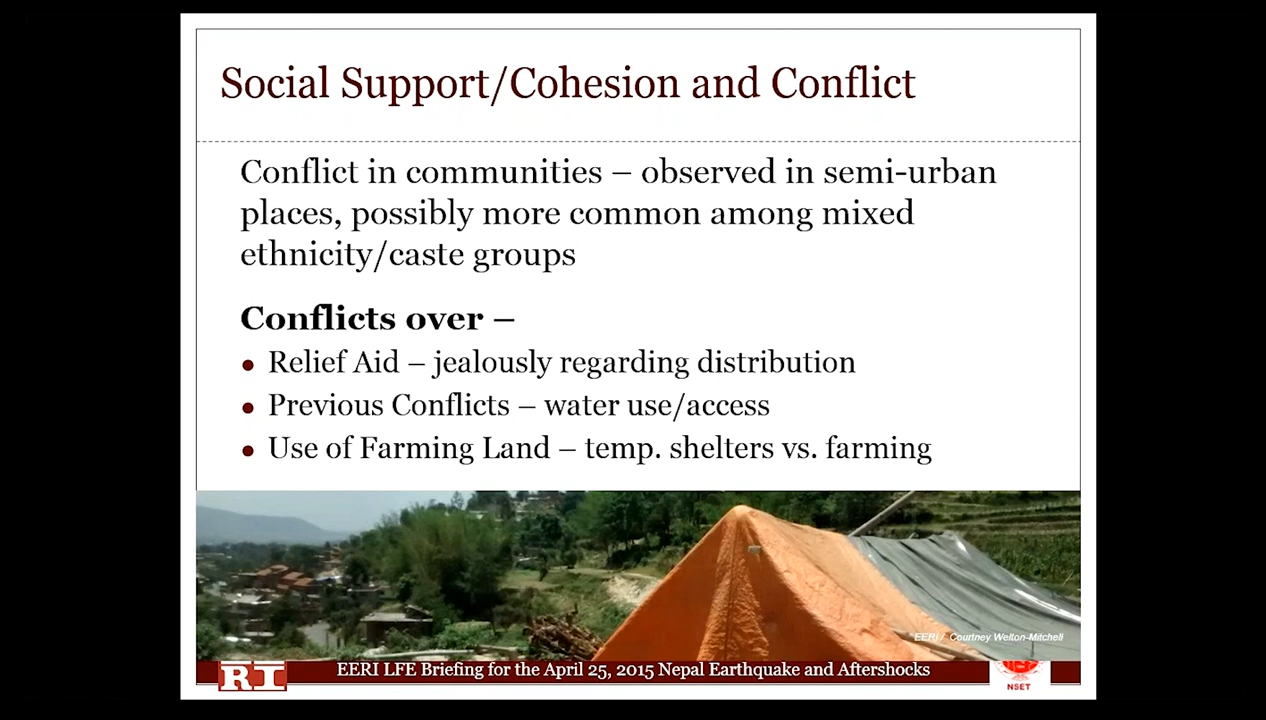 Social Support/Cohesion and Conflict
Conflict in communities – observed in semi-urban
places, possibly more common among mixed
ethnicity/caste groups
Conflicts over –
• Relief Aid – jealously regarding distribution
• Previous Conflicts – water use/access
• Use of Farming Land – temp. shelters vs. farming
EERI / Courtney Welton-Mitchell
EERI LFE Briefing for the April 25, 2015 Nepal Earthquake and Aftershocks
NSET